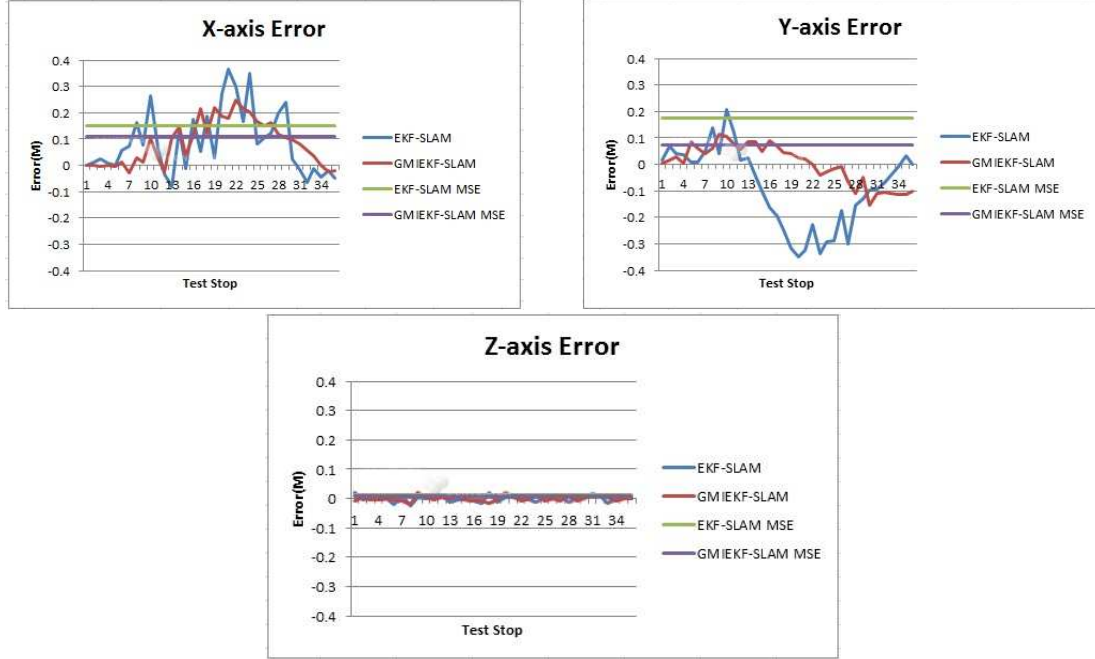 X-axis Error
0.4
0.3
0.2
0.1
0
-0.1
-0.2
-0.3
-0.4
Error(M)
1 4 7 10 13 16 19 22 25 28 31 34
Test Stop
EKF-SLAM
GMIEKF-SLAM
EKF-SLAM MSE
GMIEKF-SLAM MSE
Y-axis Error
0.4
0.3
0.2
0.1
0
-0.1
-0.2
-0.3
-0.4
Error(M)
1 4 7 10 13 16 19 22 25 28 31 34
Test Stop
EKF-SLAM
GMIEKF-SLAM
EKF-SLAM MSE
GMIEKF-SLAM MSE
Z-axis Error
0.4
0.3
0.2
0.1
0
-0.1
-0.2
-0.3
-0.4
Error(M)
1 4 7 10 13 16 19 22 25 28 31 34
Test Stop
EKF-SLAM
GMIEKF-SLAM
EKF-SLAM MSE
GMIEKF-SLAM MSE